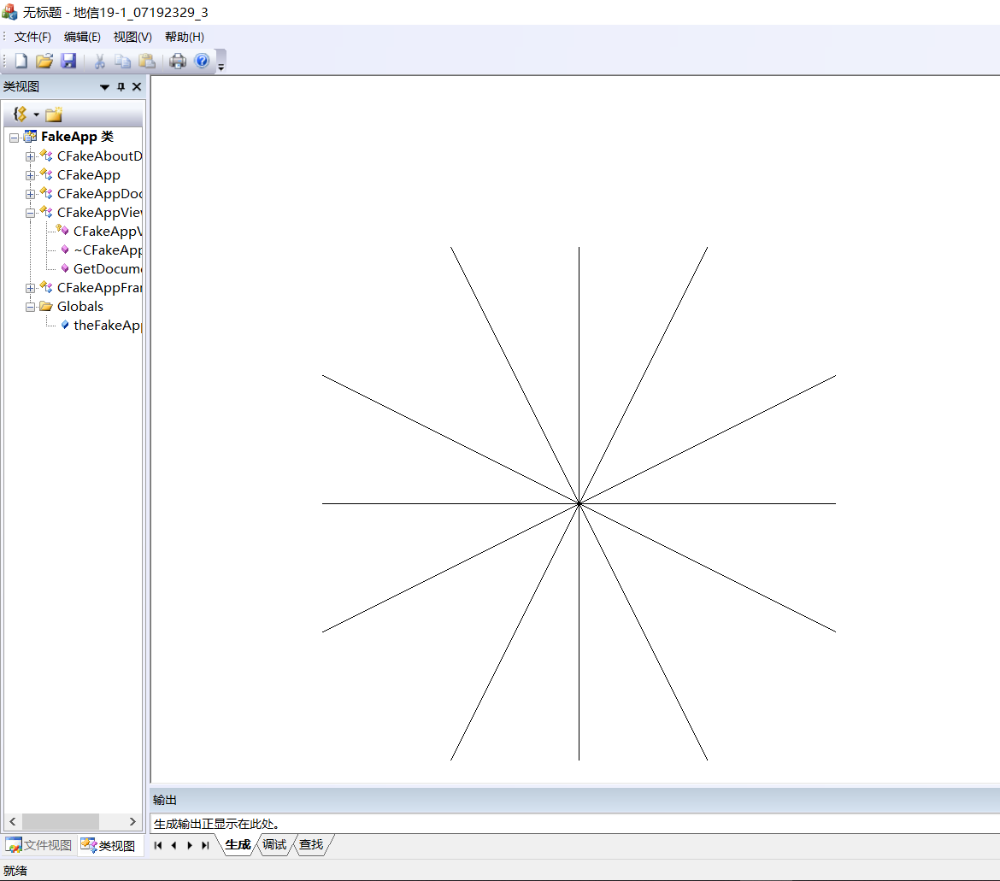 无标题 - 地信19-1_07192329_3
文件(F) 编辑(E) 视图(V) 帮助(H)
类视图
FakeApp 类
CFakeAboutD
CFakeApp
CFakeAppDoc
CFakeAppView
CFakeAppV
~CFakeApp
GetDocume
CFakeAppFran
Globals
theFakeApp
输出
生成输出正显示在此处。
文件视图 类视图 生成 调试 查找
就绪